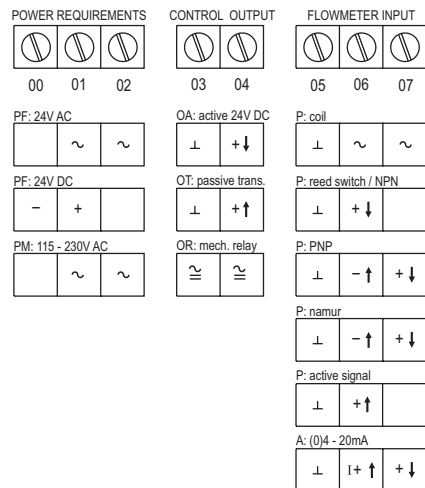 POWER REQUIREMENTS
CONTROL OUTPUT
FLOWMETER INPUT
00 01 02
03 04
05 06 07
PF: 24V AC
~ ~
OA: active 24V DC
⊥ +↓
P: coil
⊥ ~ ~
PF: 24V DC
− +
OT: passive trans.
⊥ +↑
P: reed switch / NPN
⊥ +↓
PM: 115 - 230V AC
~ ~
OR: mech. relay
≅ ≅
P: PNP
⊥ −↑ +↓
P: namur
⊥ −↑ +↓
P: active signal
⊥ +↑
A: (0)4 - 20mA
⊥ I+ ↑ +↓